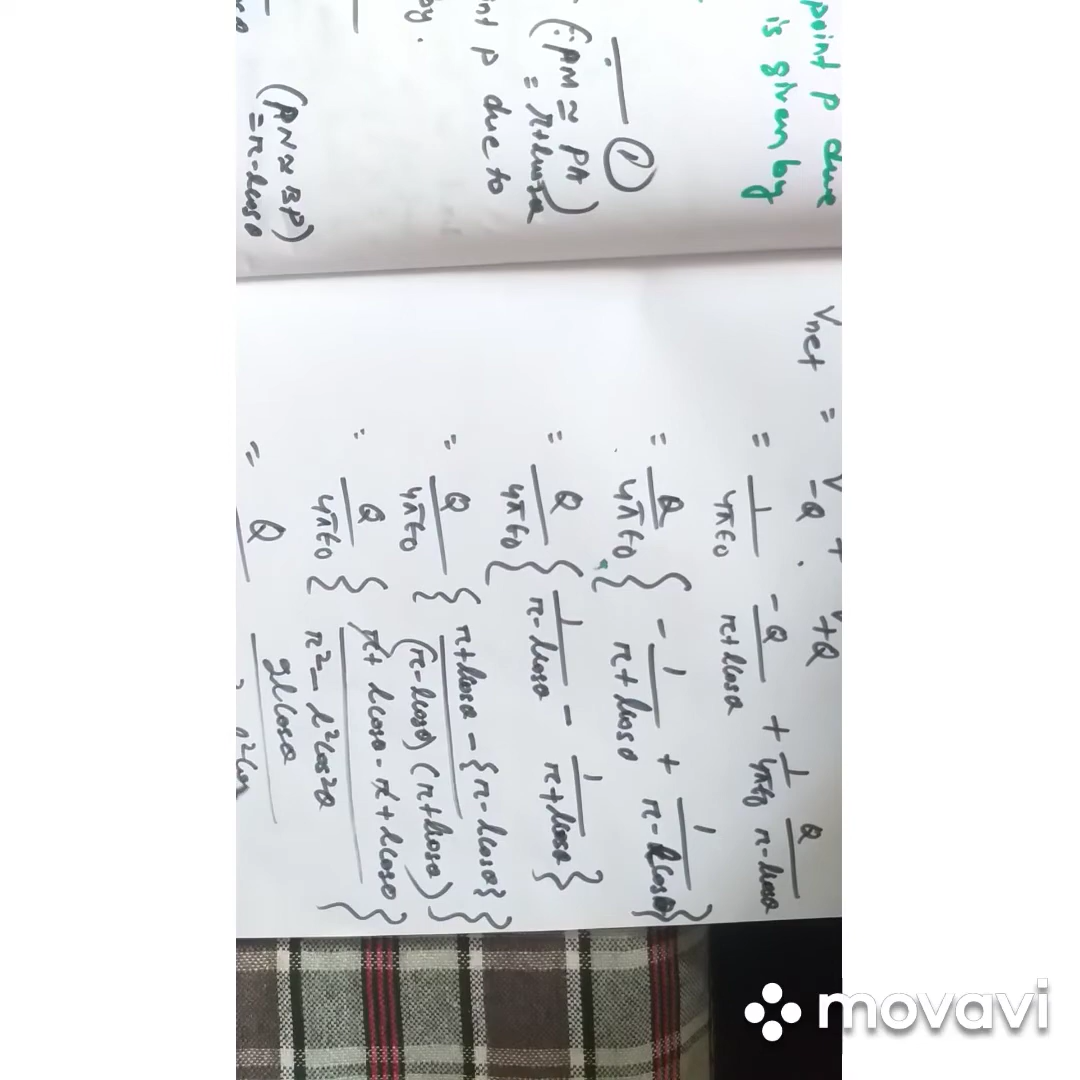 point P due
is given by
①
(∵ AM ≃ PA
= r+lcosθ)
int P due to
by.
(AN ≈ BP)
= r-lcosθ
Vnet = V-Q + V+Q
= 1/4πε0 -Q/r+lcosθ + 1/4πε0 Q/r-lcosθ
= Q/4πε0 { - 1/r+lcosθ + 1/r-lcosθ }
= Q/4πε0 { 1/r-lcosθ - 1/r+lcosθ }
= Q/4πε0 { r+lcosθ - {r-lcosθ} / (r-lcosθ) (r+lcosθ) }
= Q/4πε0 { r+lcosθ - r+lcosθ / r²-l²cos²θ }
= Q 2lcosθ
movavi